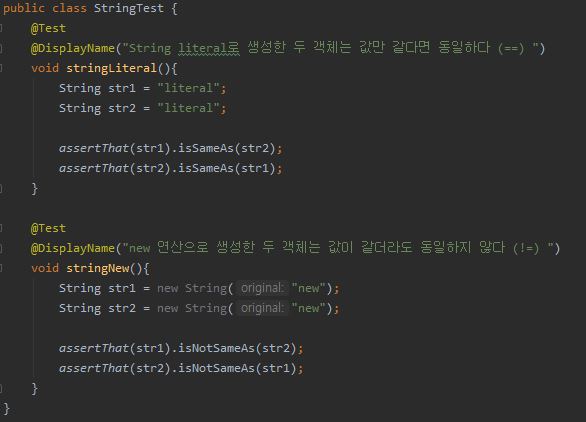 public class StringTest {
@Test
@DisplayName("String literal로 생성한 두 객체는 값만 같다면 동일하다 (==) ")
void stringLiteral(){
String str1 = "literal";
String str2 = "literal";
assertThat(str1).isSameAs(str2);
assertThat(str2).isSameAs(str1);
}
@Test
@DisplayName("new 연산으로 생성한 두 객체는 값이 같더라도 동일하지 않다 (!=) ")
void stringNew(){
String str1 = new String( original: "new");
String str2 = new String( original: "new");
assertThat(str1).isNotSameAs(str2);
assertThat(str2).isNotSameAs(str1);
}
}